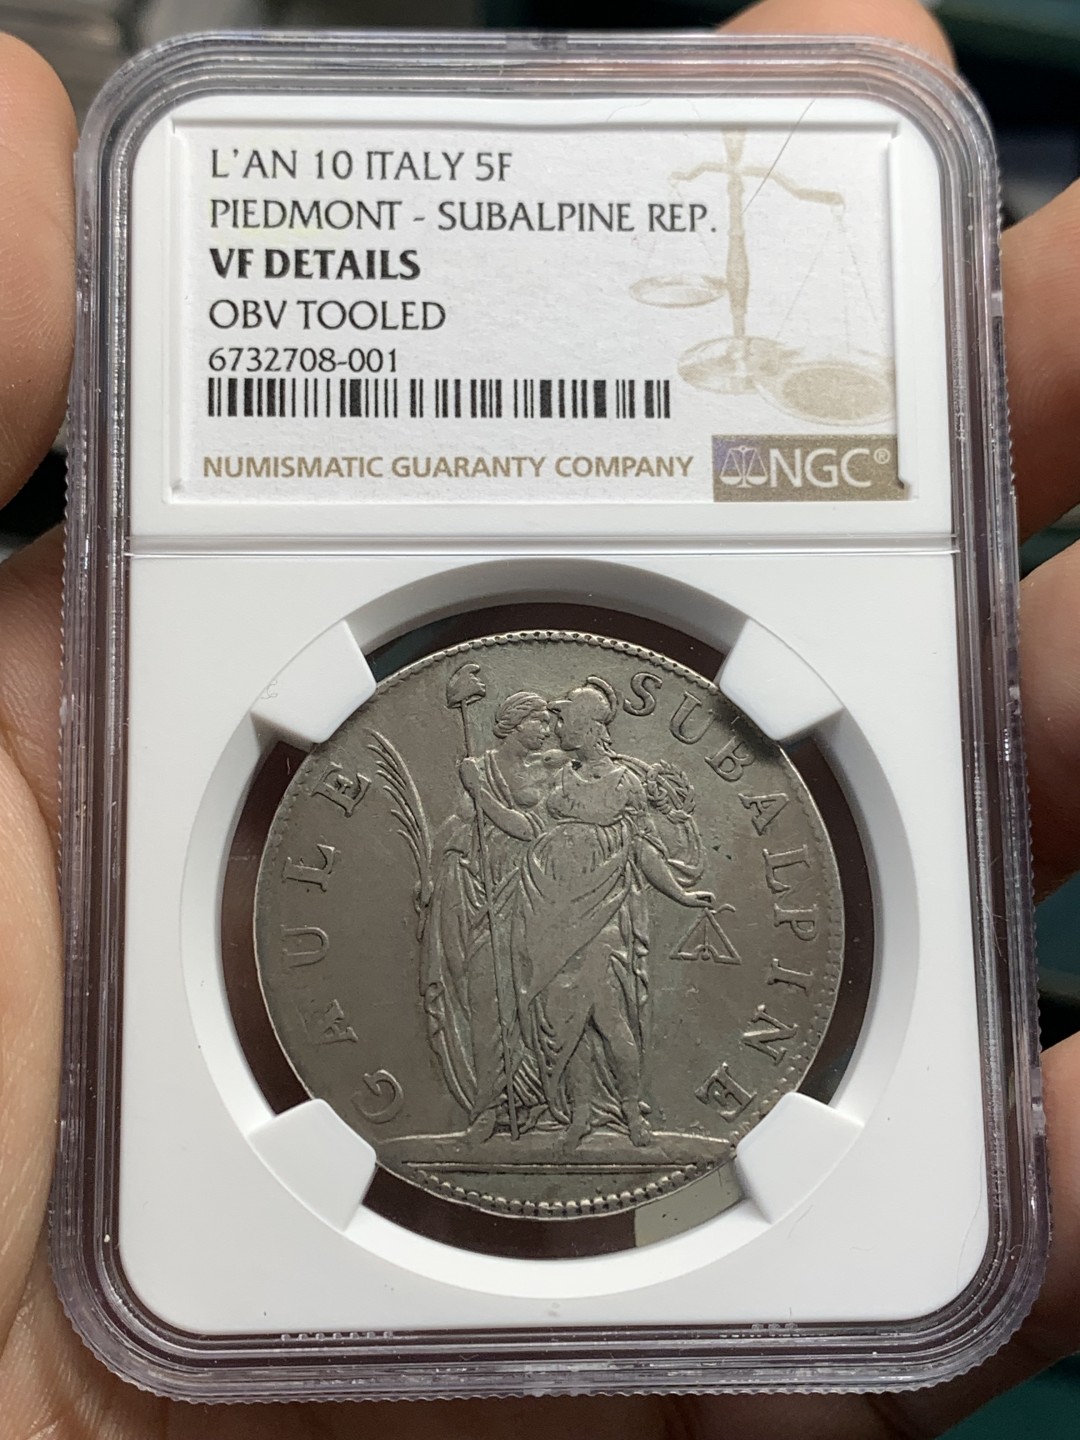 L'AN 10 ITALY 5F
PIEDMONT - SUBALPINE REP.
VF DETAILS
OBV TOOLED
6732708-001
NUMISMATIC GUARANTY COMPANY
NGC®
GAULE SUBALPINE